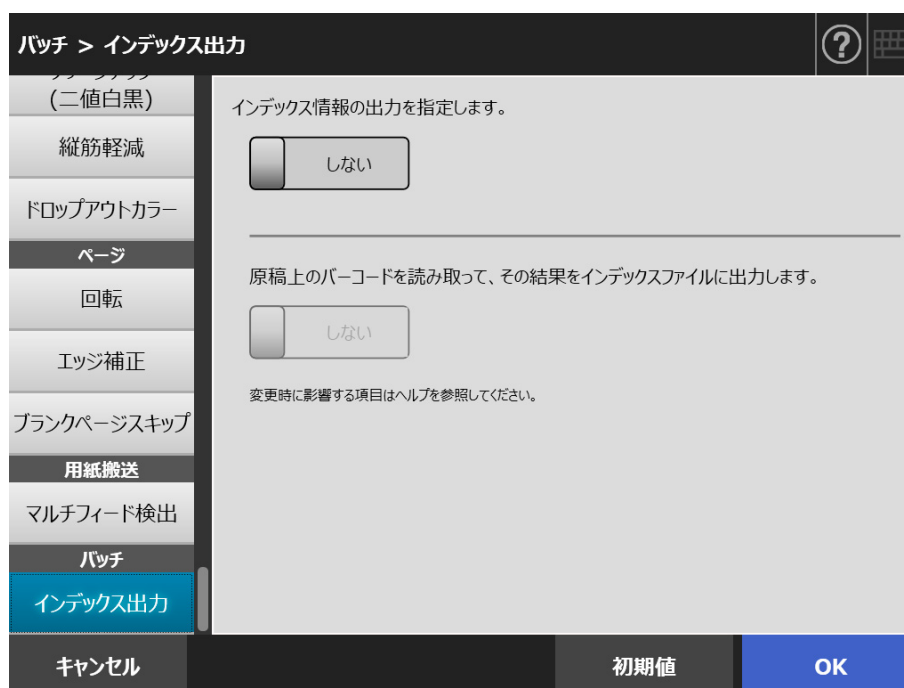 バッチ > インデックス出力
?
(二値白黒)
縦筋軽減
ドロップアウトカラー
ページ
回転
エッジ補正
ブランクページスキップ
用紙搬送
マルチフィード検出
バッチ
インデックス出力
インデックス情報の出力を指定します。
しない
原稿上のバーコードを読み取って、その結果をインデックスファイルに出力します。
しない
変更時に影響する項目はヘルプを参照してください。
キャンセル
初期値
OK